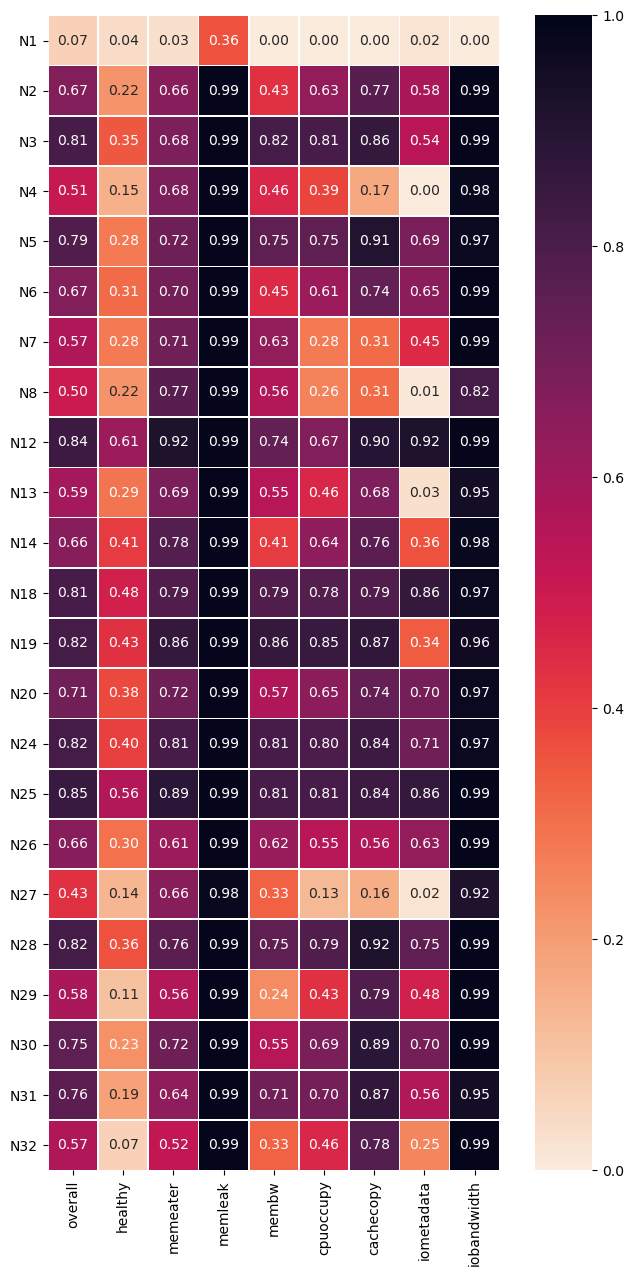 1.0
N1 0.07 0.04 0.03 0.36 0.00 0.00 0.00 0.02 0.00
N2 0.67 0.22 0.66 0.99 0.43 0.63 0.77 0.58 0.99
N3 0.81 0.35 0.68 0.99 0.82 0.81 0.86 0.54 0.99
N4 0.51 0.15 0.68 0.99 0.46 0.39 0.17 0.00 0.98
0.8
N5 0.79 0.28 0.72 0.99 0.75 0.75 0.91 0.69 0.97
N6 0.67 0.31 0.70 0.99 0.45 0.61 0.74 0.65 0.99
N7 0.57 0.28 0.71 0.99 0.63 0.28 0.31 0.45 0.99
N8 0.50 0.22 0.77 0.99 0.56 0.26 0.31 0.01 0.82
N12 0.84 0.61 0.92 0.99 0.74 0.67 0.90 0.92 0.99
0.6
N13 0.59 0.29 0.69 0.99 0.55 0.46 0.68 0.03 0.95
N14 0.66 0.41 0.78 0.99 0.41 0.64 0.76 0.36 0.98
N18 0.81 0.48 0.79 0.99 0.79 0.78 0.79 0.86 0.97
N19 0.82 0.43 0.86 0.99 0.86 0.85 0.87 0.34 0.96
N20 0.71 0.38 0.72 0.99 0.57 0.65 0.74 0.70 0.97
0.4
N24 0.82 0.40 0.81 0.99 0.81 0.80 0.84 0.71 0.97
N25 0.85 0.56 0.89 0.99 0.81 0.81 0.84 0.86 0.99
N26 0.66 0.30 0.61 0.99 0.62 0.55 0.56 0.63 0.99
N27 0.43 0.14 0.66 0.98 0.33 0.13 0.16 0.02 0.92
0.2
N28 0.82 0.36 0.76 0.99 0.75 0.79 0.92 0.75 0.99
N29 0.58 0.11 0.56 0.99 0.24 0.43 0.79 0.48 0.99
N30 0.75 0.23 0.72 0.99 0.55 0.69 0.89 0.70 0.99
N31 0.76 0.19 0.64 0.99 0.71 0.70 0.87 0.56 0.95
N32 0.57 0.07 0.52 0.99 0.33 0.46 0.78 0.25 0.99
0.0
overall healthy memeater memleak membw cpuoccupy cachecopy iometadata iobandwidth